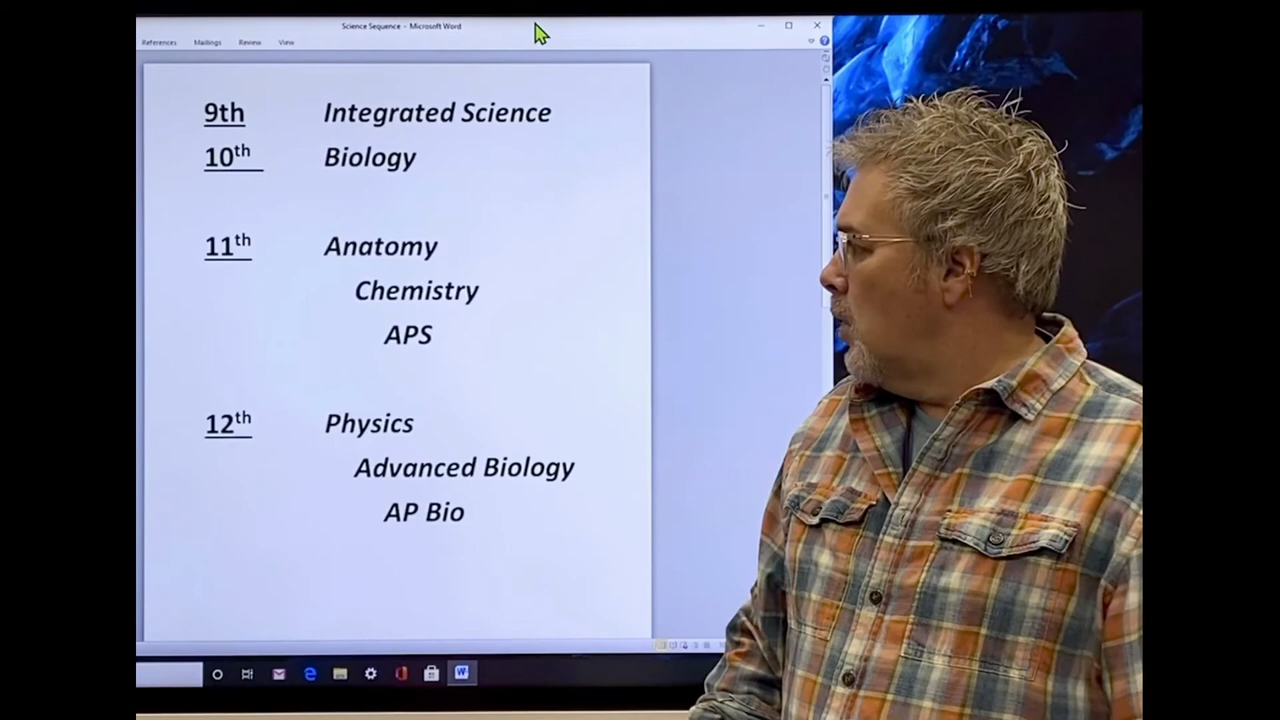 Science Sequence - Microsoft Word
References Mailings Review View
9th Integrated Science
10th Biology
11th Anatomy
Chemistry
APS
12th Physics
Advanced Biology
AP Bio